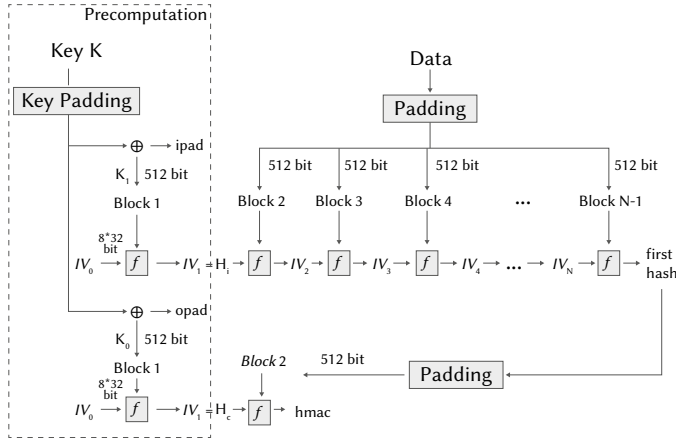 Precomputation
Key K
Key Padding
Data
Padding
⊕ ipad
K₁ 512 bit
512 bit 512 bit 512 bit 512 bit
Block 1
Block 2 Block 3 Block 4 ... Block N-1
8*32
bit
IV₀ f IV₁ = Hᵢ f IV₂ f IV₃ f IV₄ ... IV_N f first
hash
⊕ opad
K₀ 512 bit
Block 1
Block 2 512 bit Padding
8*32
bit
IV₀ f IV₁ = H_c f hmac